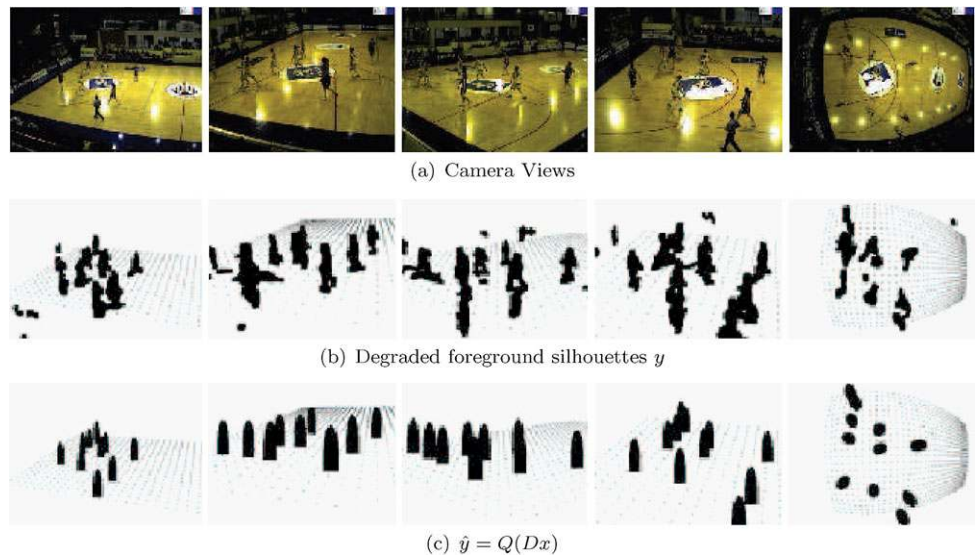 (a) Camera Views
(b) Degraded foreground silhouettes y
(c) ŷ = Q(Dx)